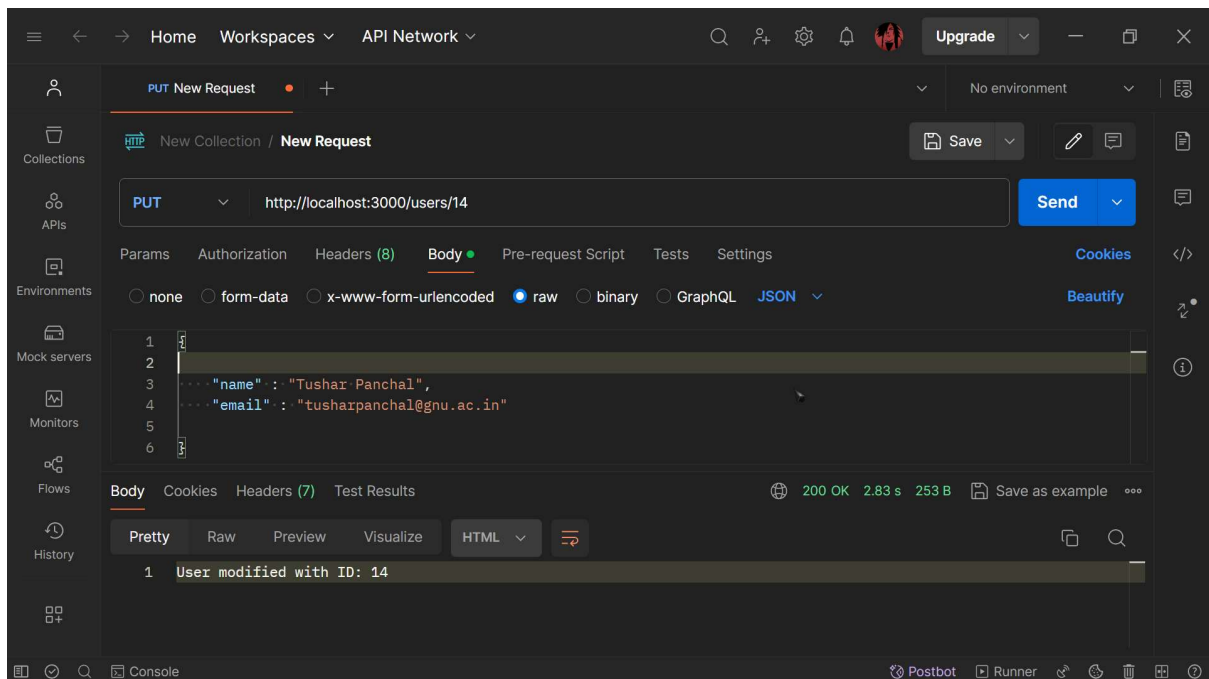 Home Workspaces API Network Upgrade
PUT New Request No environment
HTTP New Collection / New Request Save
Collections
PUT http://localhost:3000/users/14 Send
APIs
Params Authorization Headers (8) Body Pre-request Script Tests Settings Cookies
Environments
none form-data x-www-form-urlencoded raw binary GraphQL JSON Beautify
Mock servers
1 {
2
3 "name" : "Tushar Panchal",
4 "email" : "tusharpanchal@gnu.ac.in"
5
6 }
Monitors
Flows
Body Cookies Headers (7) Test Results 200 OK 2.83 s 253 B Save as example
Pretty Raw Preview Visualize HTML
History
1 User modified with ID: 14
Console Postbot Runner